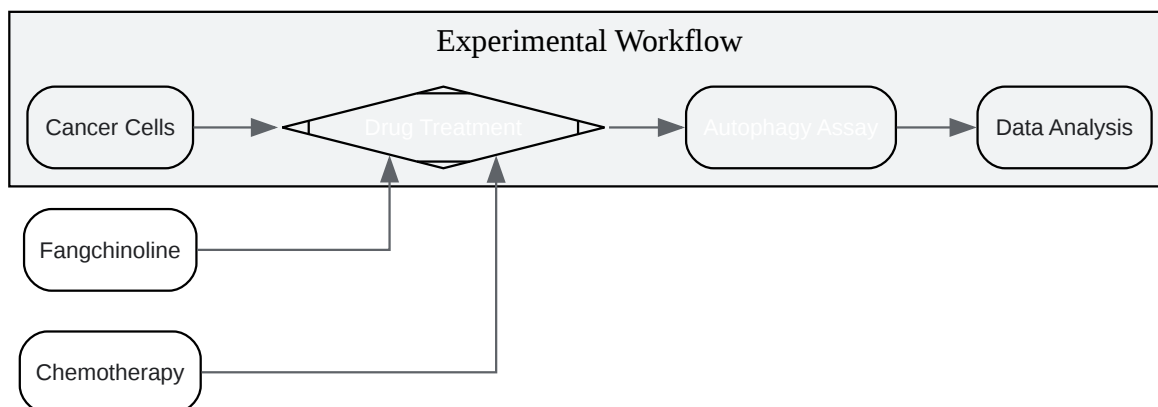 Experimental Workflow
Cancer Cells
Drug Treatment
Autophagy Assay
Data Analysis
Fangchinoline
Chemotherapy